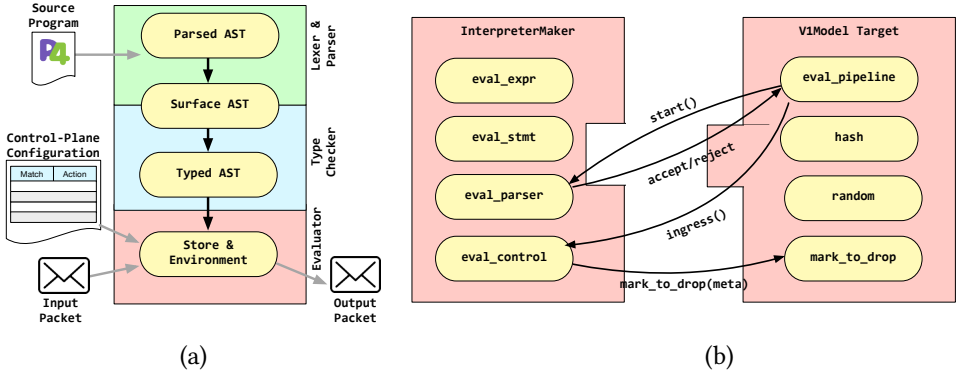 Source
Program
P4
Parsed AST
Lexer &
Parser
Surface AST
Type
Checker
Control-Plane
Configuration
Match Action
Typed AST
Evaluator
Store &
Environment
Input
Packet
Output
Packet
(a)
InterpreterMaker
V1Model Target
eval_expr
eval_pipeline
start()
eval_stmt
hash
accept/reject
eval_parser
random
ingress()
eval_control
mark_to_drop
mark_to_drop(meta)
(b)